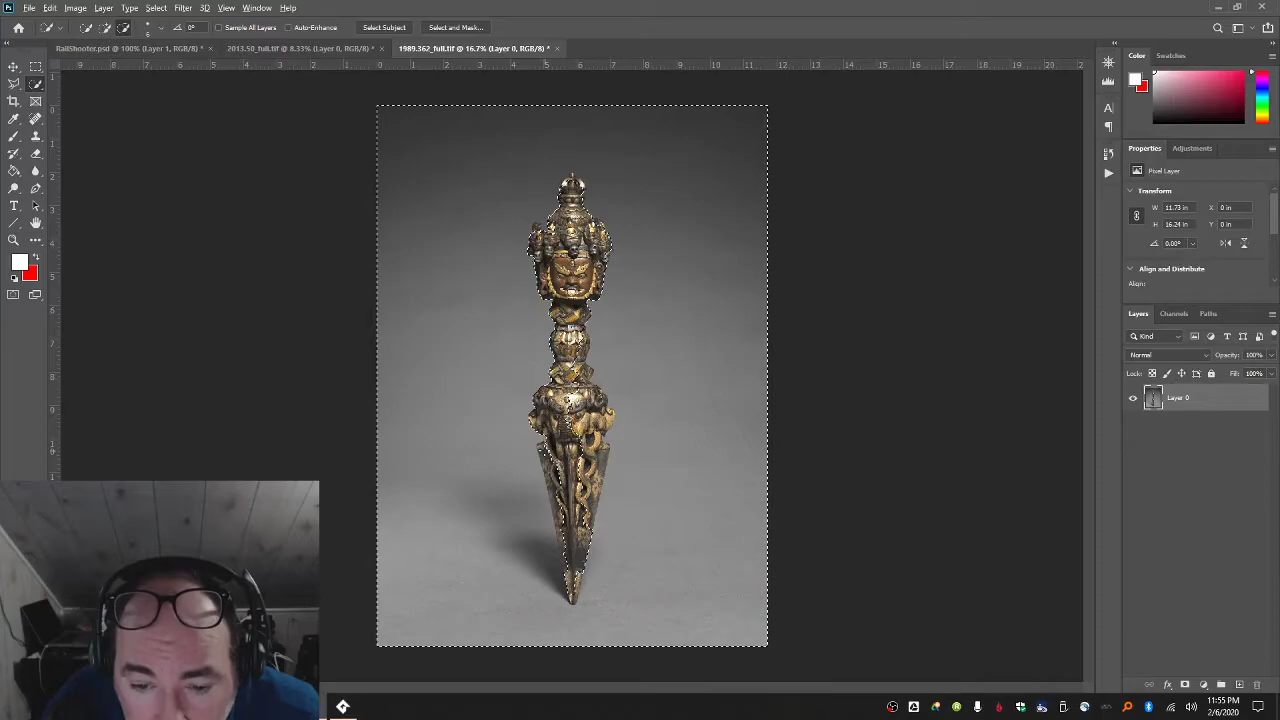 Ps File Edit Image Layer Type Select Filter 3D View Window Help
0° Sample All Layers Auto-Enhance Select Subject Select and Mask...
RailShooter.psd @ 100% (Layer 1, RGB/8) * × 2013.50_full.tif @ 8.33% (Layer 0, RGB/8) * × 1989.362_full.tif @ 16.7% (Layer 0, RGB/8) * ×
Color Swatches
Properties Adjustments
Pixel Layer
Transform
W 11.73 in X 0 in
H 16.24 in Y 0 in
0.00°
Align and Distribute
Align:
Layers Channels Paths
Kind
Normal Opacity: 100%
Lock: Fill: 100%
Layer 0
fx
11:55 PM
2/6/2020